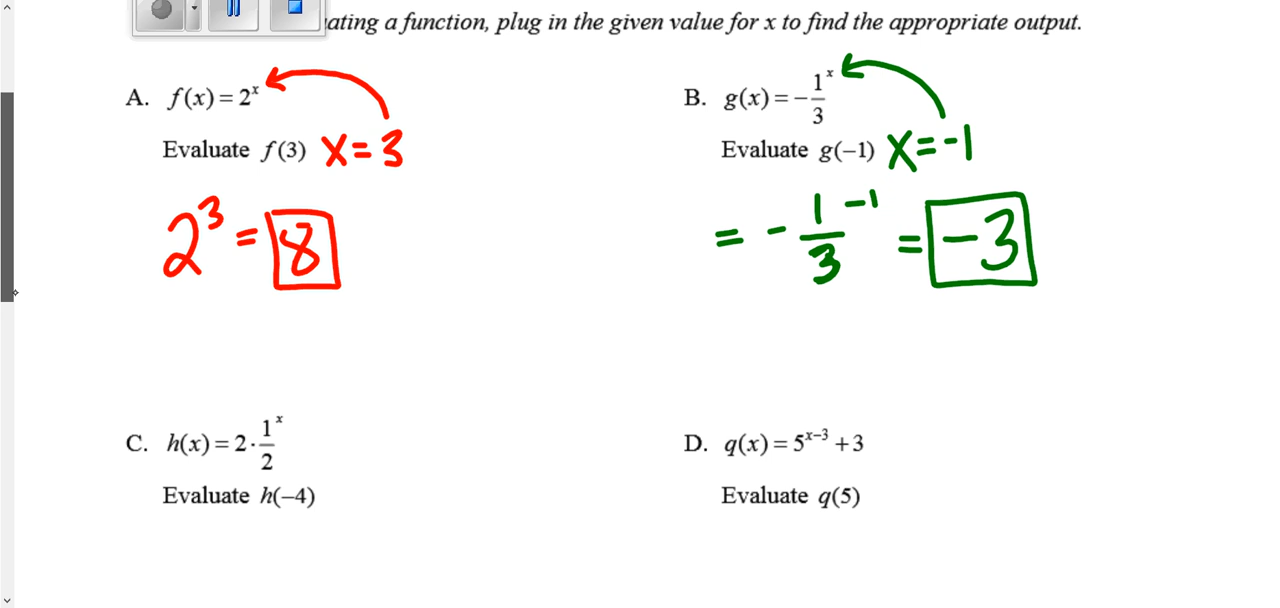 ating a function, plug in the given value for x to find the appropriate output.
A. f(x) = 2^x
Evaluate f(3) x = 3
2^3 = 8
B. g(x) = -1/3^x
Evaluate g(−1) x = -1
= - 1/3^-1 = -3
C. h(x) = 2 · 1/2^x
Evaluate h(−4)
D. q(x) = 5^{x−3} + 3
Evaluate q(5)